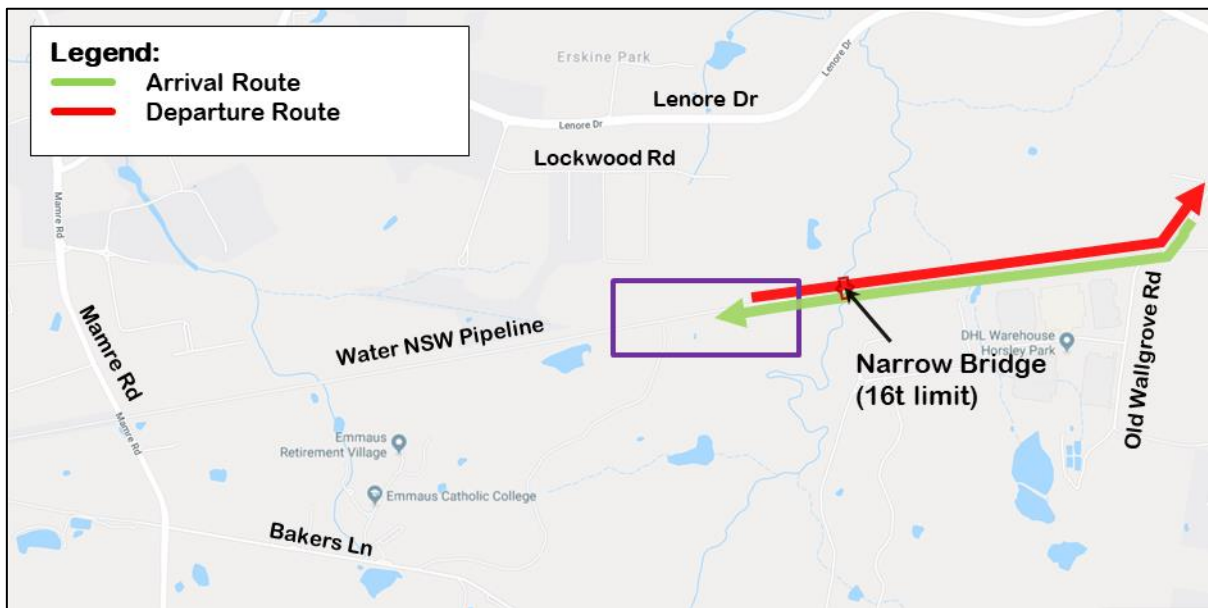 Legend:
Arrival Route
Departure Route
Erskine Park
Lenore Dr
Lenore Dr
Lenore Dr
Lockwood Rd
Mamre Rd
Mamre Rd
Mamre Rd
Water NSW Pipeline
Narrow Bridge
(16t limit)
DHL Warehouse
Horsley Park
Old Wallgrove Rd
Emmaus
Retirement Village
Emmaus Catholic College
Bakers Ln